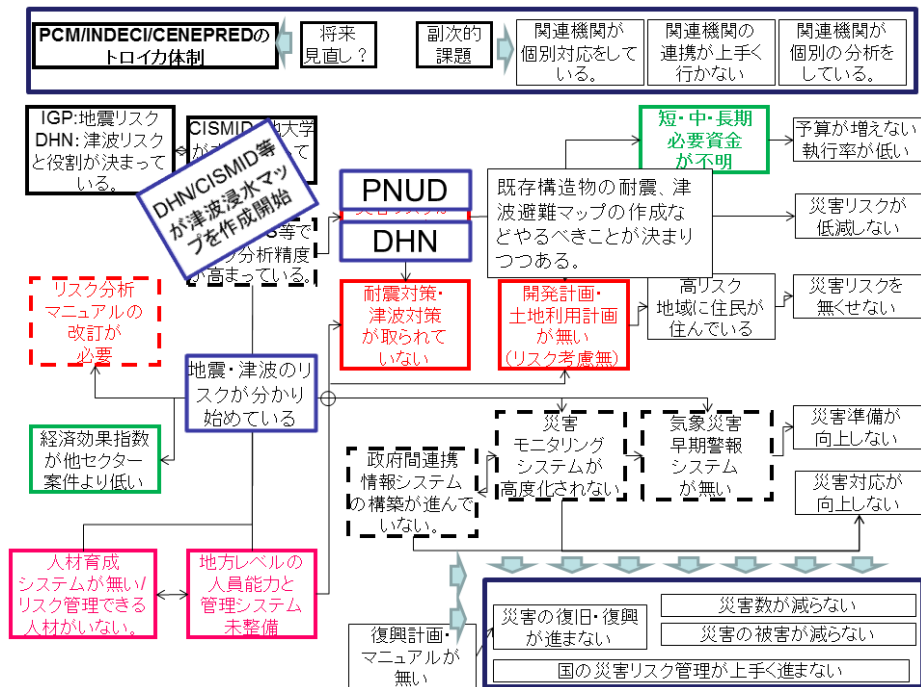 PCM/INDECI/CENEPREDの
トロイカ体制
将来
見直し？
副次的
課題
関連機関が
個別対応をして
いる。
関連機関の
連携が上手く
行かない
関連機関が
個別の分析を
している。
IGP:地震リスク
DHN: 津波リスク
と役割が決まって
いる。
CISMID
地大学
DHN/CISMID等
が津波浸水マッ
プを作成開始
等で
分析精度
が高まっている。
PNUD
DHN
短・中・長期
必要資金
が不明
予算が増えない
執行率が低い
既存構造物の耐震、津
波避難マップの作成な
どやるべきことが決まり
つつある。
災害リスクが
低減しない
リスク分析
マニュアルの
改訂が
必要
耐震対策・
津波対策
が取られて
いない
開発計画・
土地利用計画
が無い
(リスク考慮無)
高リスク
地域に住民が
住んでいる
災害リスクを
無くせない
地震・津波のリ
スクが分かり
始めている
経済効果指数
が他セクター
案件より低い
政府間連携
情報システム
の構築が進んで
いない。
災害
モニタリング
システムが
高度化されない
気象災害
早期警報
システム
が無い
災害準備が
向上しない
災害対応が
向上しない
人材育成
システムが無い/
リスク管理できる
人材がいない。
地方レベルの
人員能力と
管理システム
未整備
復興計画・
マニュアルが
無い
災害の復旧・復興
が進まない
災害数が減らない
災害の被害が減らない
国の災害リスク管理が上手く進まない